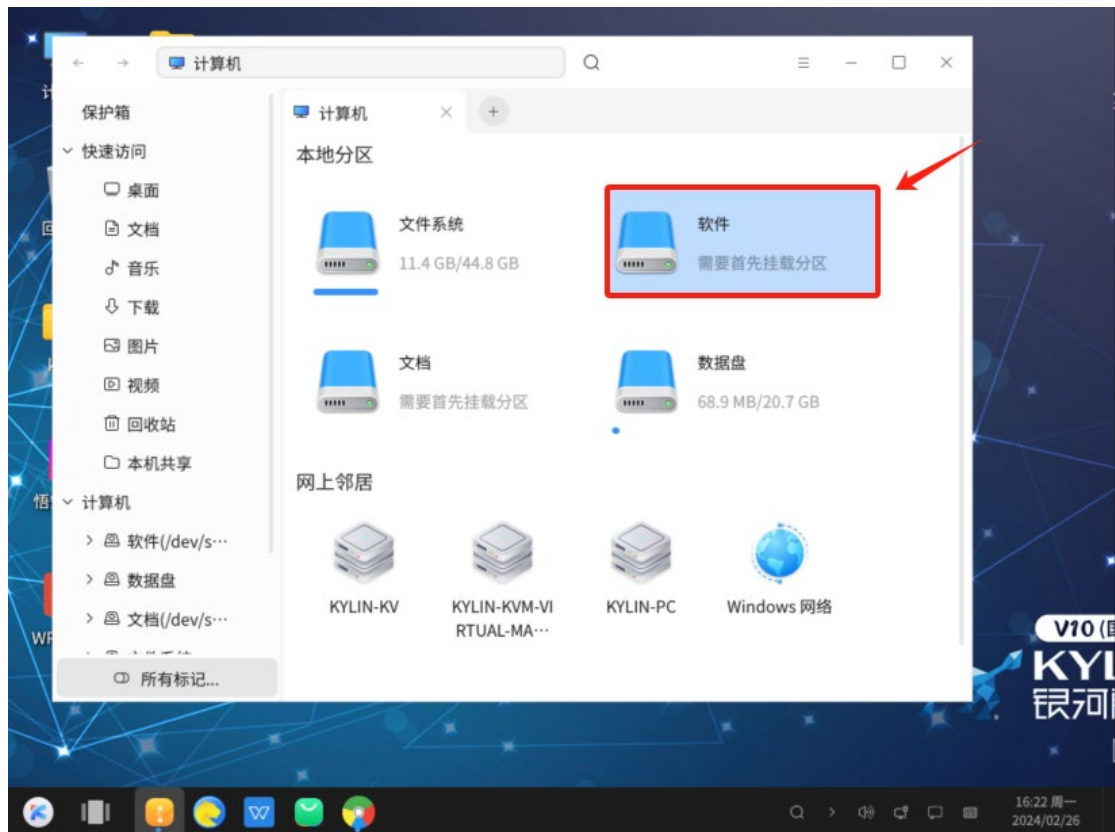 计算机
保护箱
计算机
快速访问
本地分区
桌面
文件系统
软件
文档
11.4 GB/44.8 GB
需要首先挂载分区
音乐
下载
图片
文档
数据盘
视频
需要首先挂载分区
68.9 MB/20.7 GB
回收站
本机共享
网上邻居
计算机
软件(/dev/s…
数据盘
KYLIN-KV
KYLIN-KVM-VI
RTUAL-MA…
KYLIN-PC
Windows 网络
文档(/dev/s…
所有标记...
V10
16:22 周一
2024/02/26